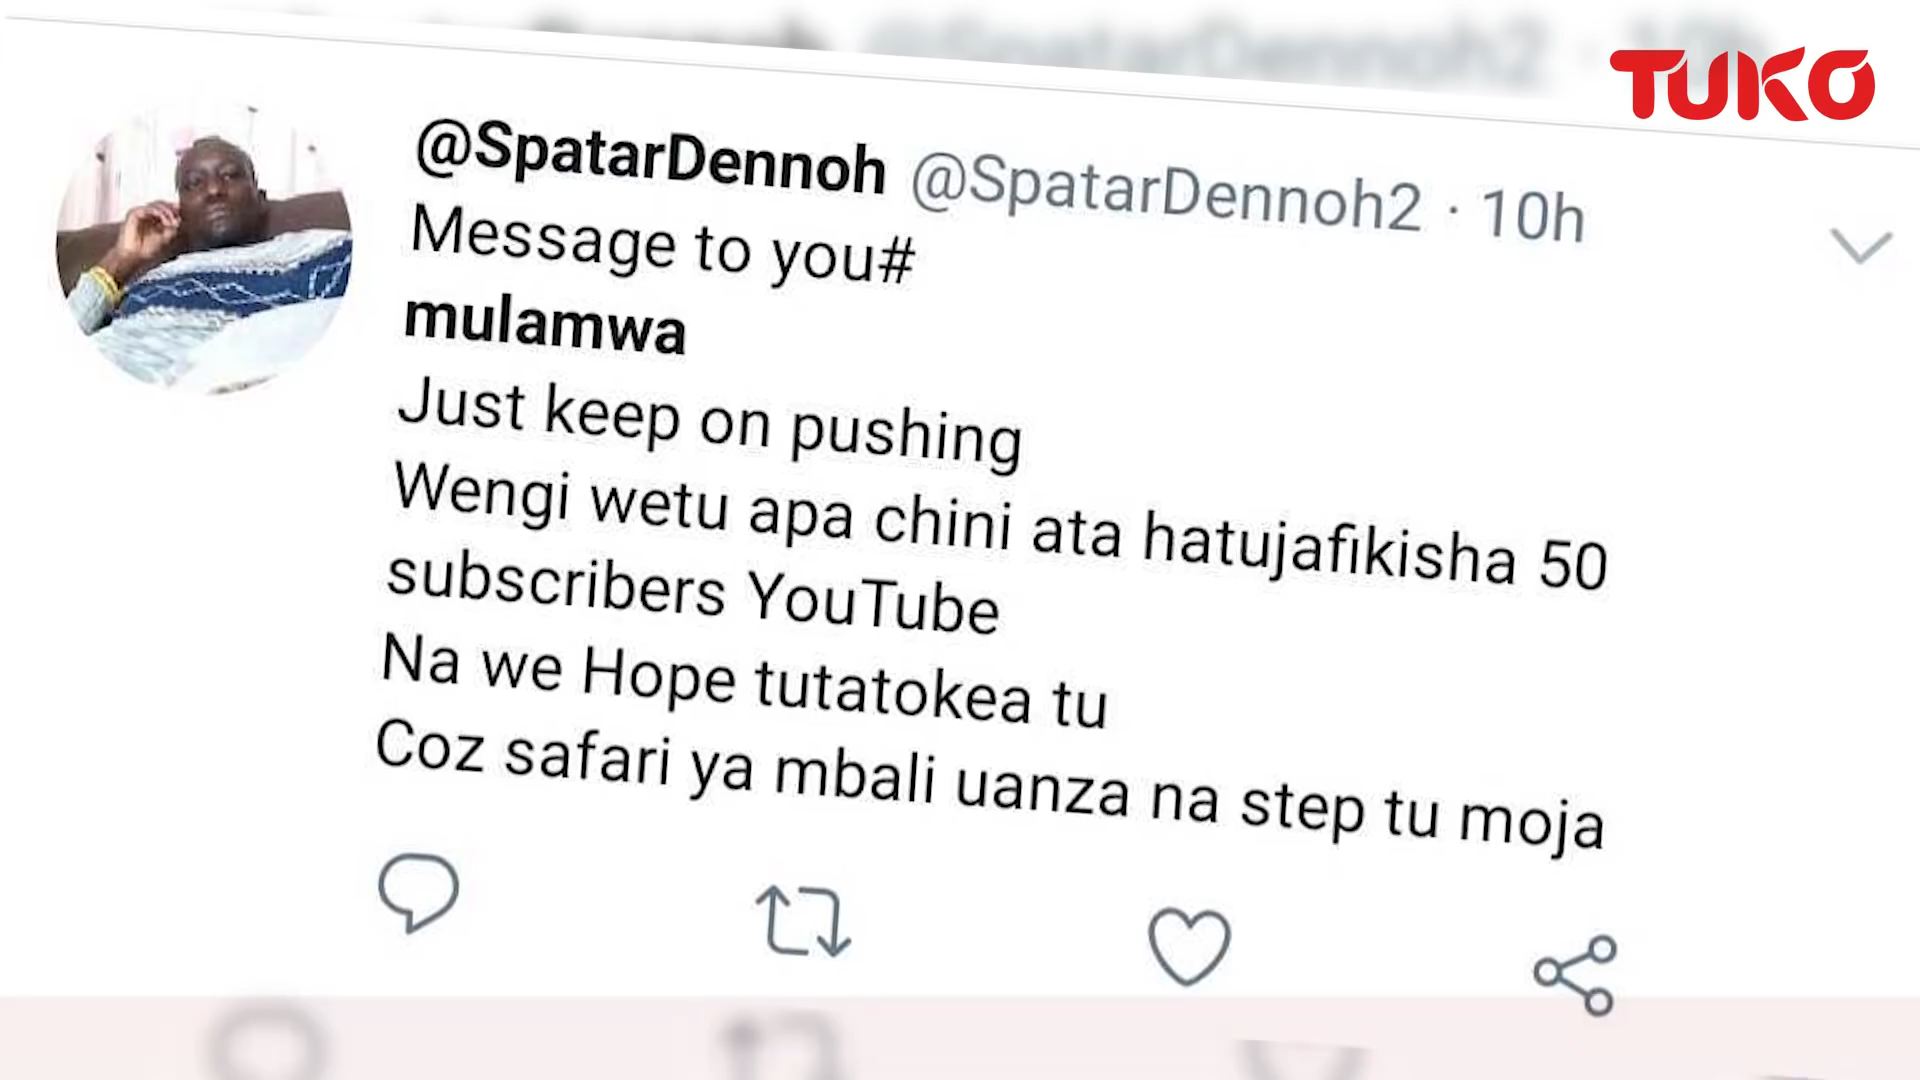 TUKO
@SpatarDennoh @SpatarDennoh2 · 10h
Message to you#
mulamwa
Just keep on pushing
Wengi wetu apa chini ata hatujafikisha 50
subscribers YouTube
Na we Hope tutatokea tu
Coz safari ya mbali uanza na step tu moja